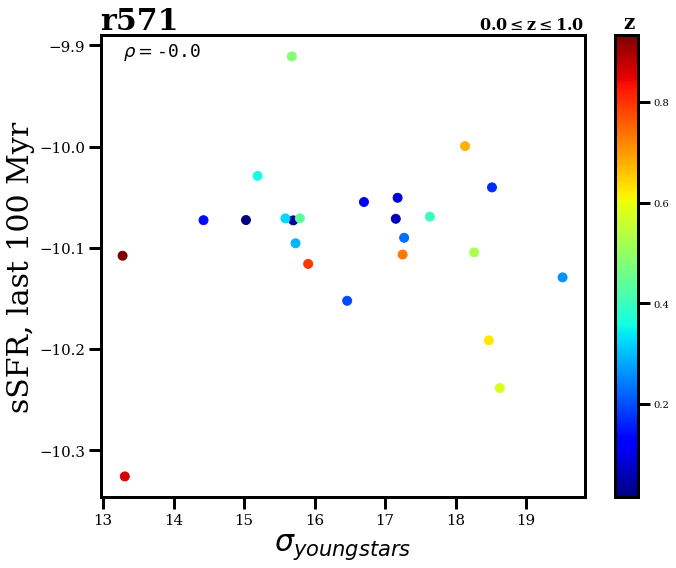 r571
0.0 ≤ z ≤ 1.0
z
ρ = -0.0
−9.9
−10.0
−10.1
−10.2
−10.3
sSFR, last 100 Myr
13 14 15 16 17 18 19
σyoungstars
0.8
0.6
0.4
0.2